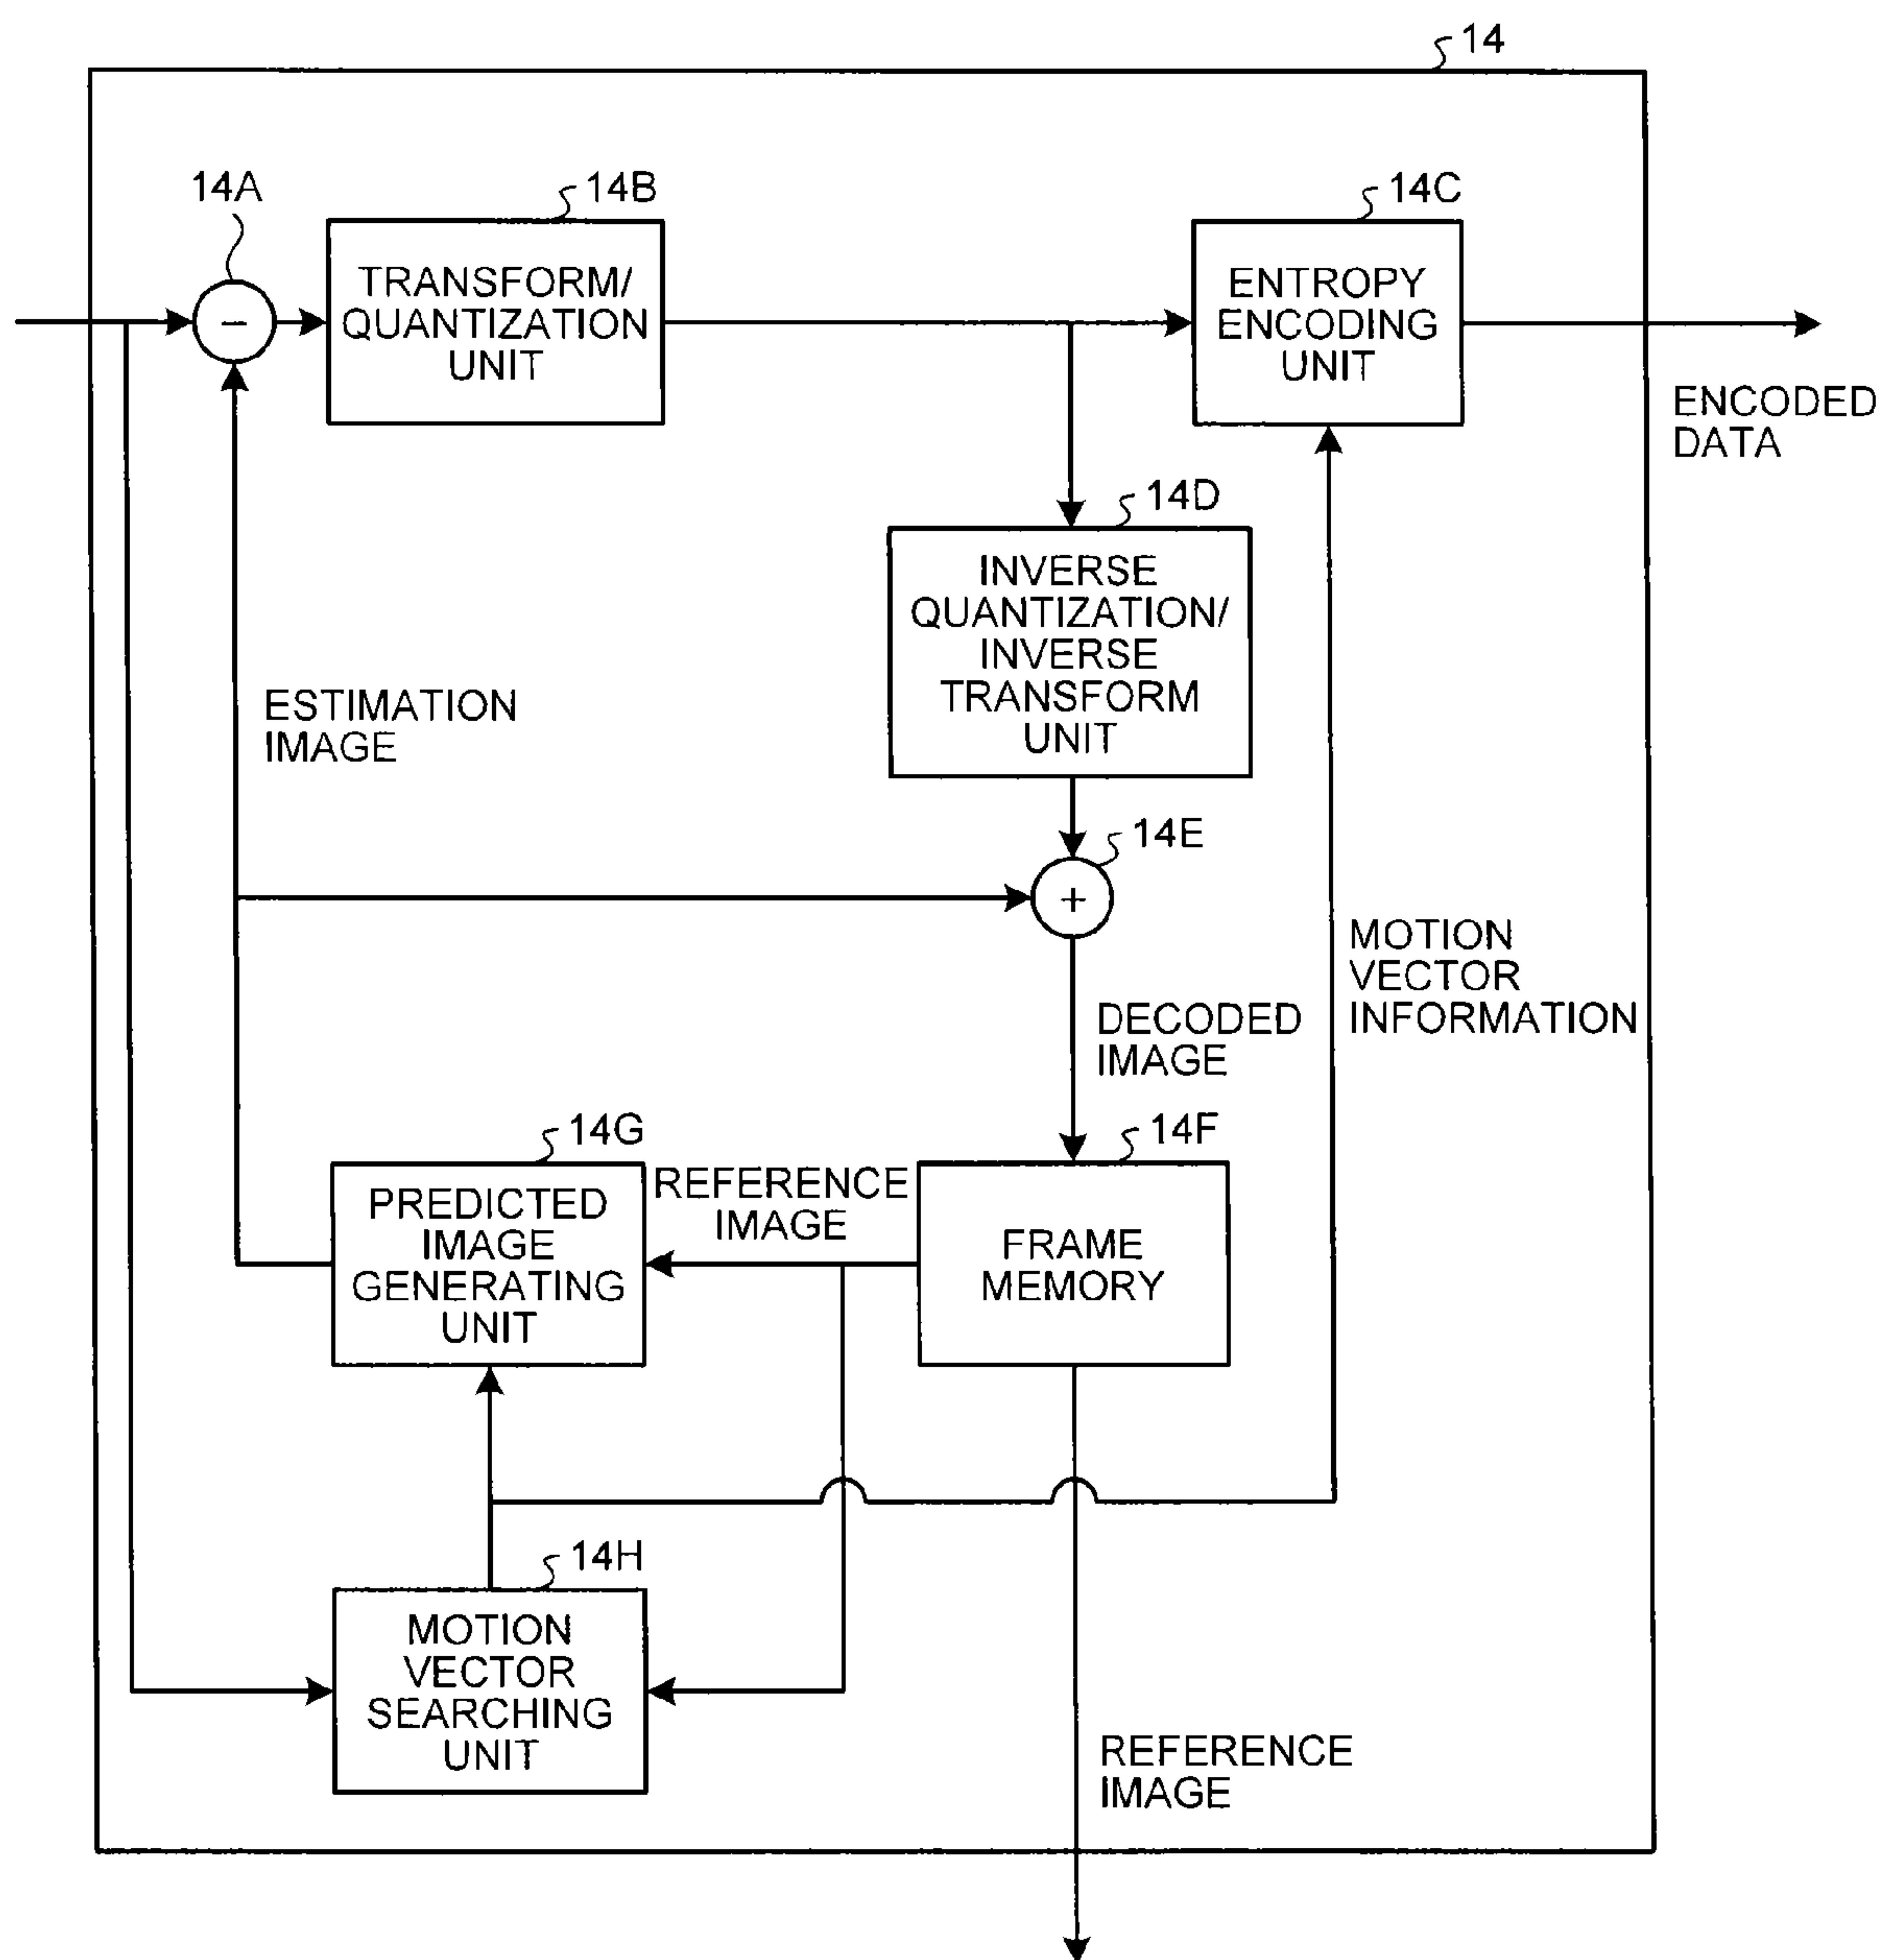 14
14A
14B
14C
TRANSFORM/
QUANTIZATION
UNIT
ENTROPY
ENCODING
UNIT
−
ENCODED
DATA
14D
INVERSE
QUANTIZATION/
INVERSE
TRANSFORM
UNIT
ESTIMATION
IMAGE
14E
+
MOTION
VECTOR
INFORMATION
DECODED
IMAGE
14G
14F
PREDICTED
IMAGE
GENERATING
UNIT
REFERENCE
IMAGE
FRAME
MEMORY
14H
MOTION
VECTOR
SEARCHING
UNIT
REFERENCE
IMAGE